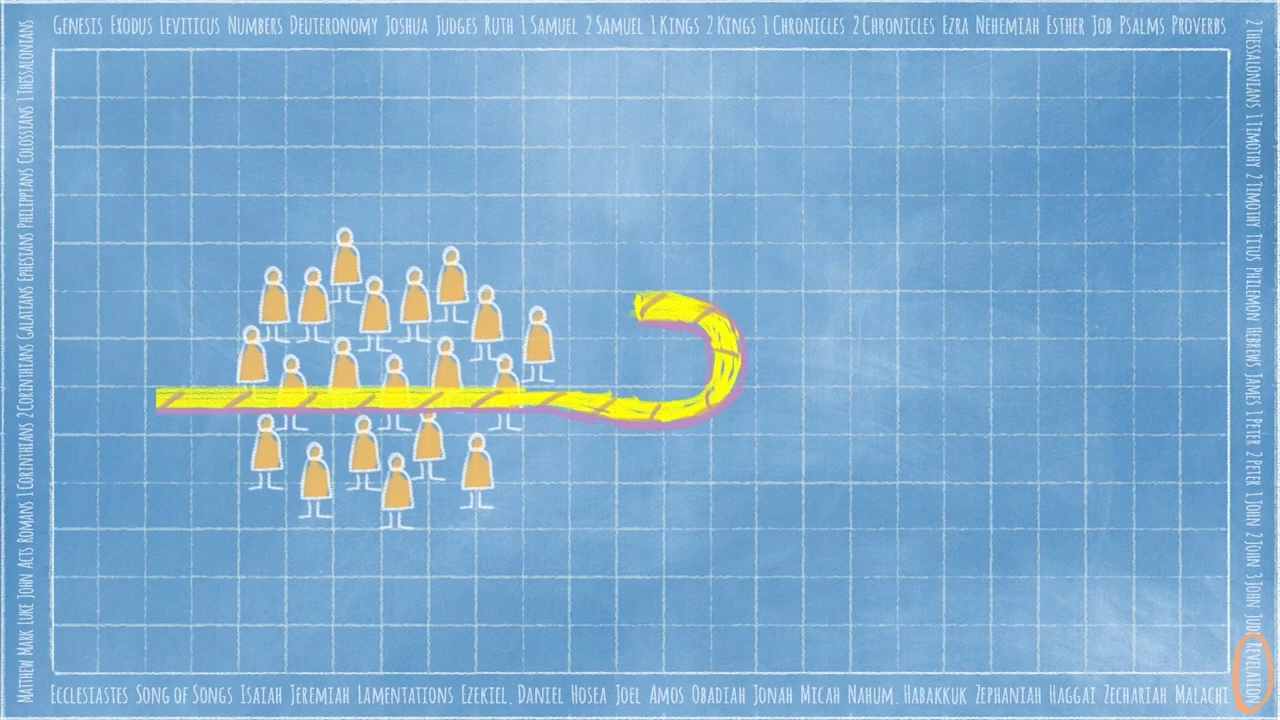 Genesis Exodus Leviticus Numbers Deuteronomy Joshua Judges Ruth 1 Samuel 2 Samuel 1 Kings 2 Kings 1 Chronicles 2 Chronicles Ezra Nehemiah Esther Job Psalms Proverbs
Ecclesiastes Song of Songs Isaiah Jeremiah Lamentations Ezekiel Daniel Hosea Joel Amos Obadiah Jonah Micah Nahum Habakkuk Zephaniah Haggai Zechariah Malachi
Matthew Mark Luke John Acts Romans 1 Corinthians 2 Corinthians Galatians Ephesians Philippians Colossians 1 Thessalonians
2 Thessalonians 1 Timothy 2 Timothy Titus Philemon Hebrews James 1 Peter 2 Peter 1 John 2 John 3 John Jude Revelation